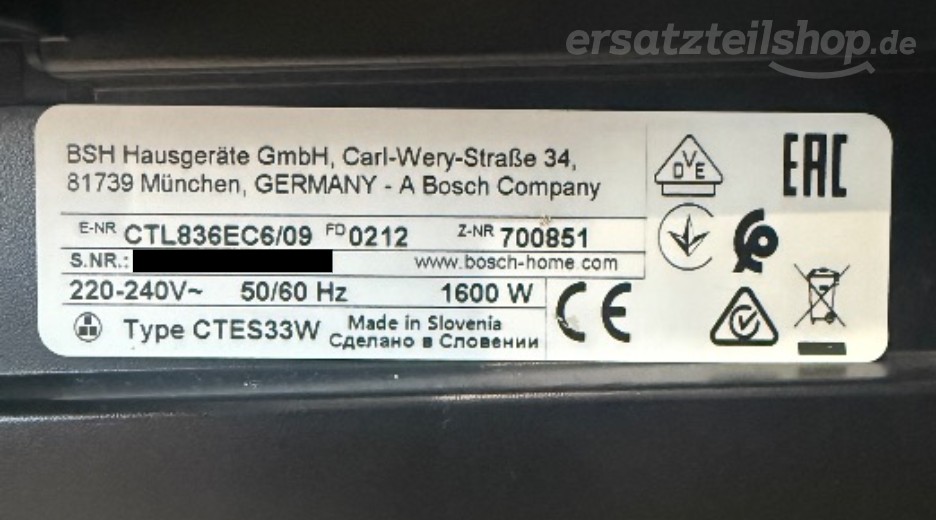 ersatzteilshop.de
BSH Hausgeräte GmbH, Carl-Wery-Straße 34,
81739 München, GERMANY - A Bosch Company
E-NR CTL836EC6/09 FD 0212 Z-NR 700851
S.NR.: www.bosch-home.com
220-240V~ 50/60 Hz 1600 W
Type CTES33W Made in Slovenia
Сделано в Словении
DVE
EAC
CE